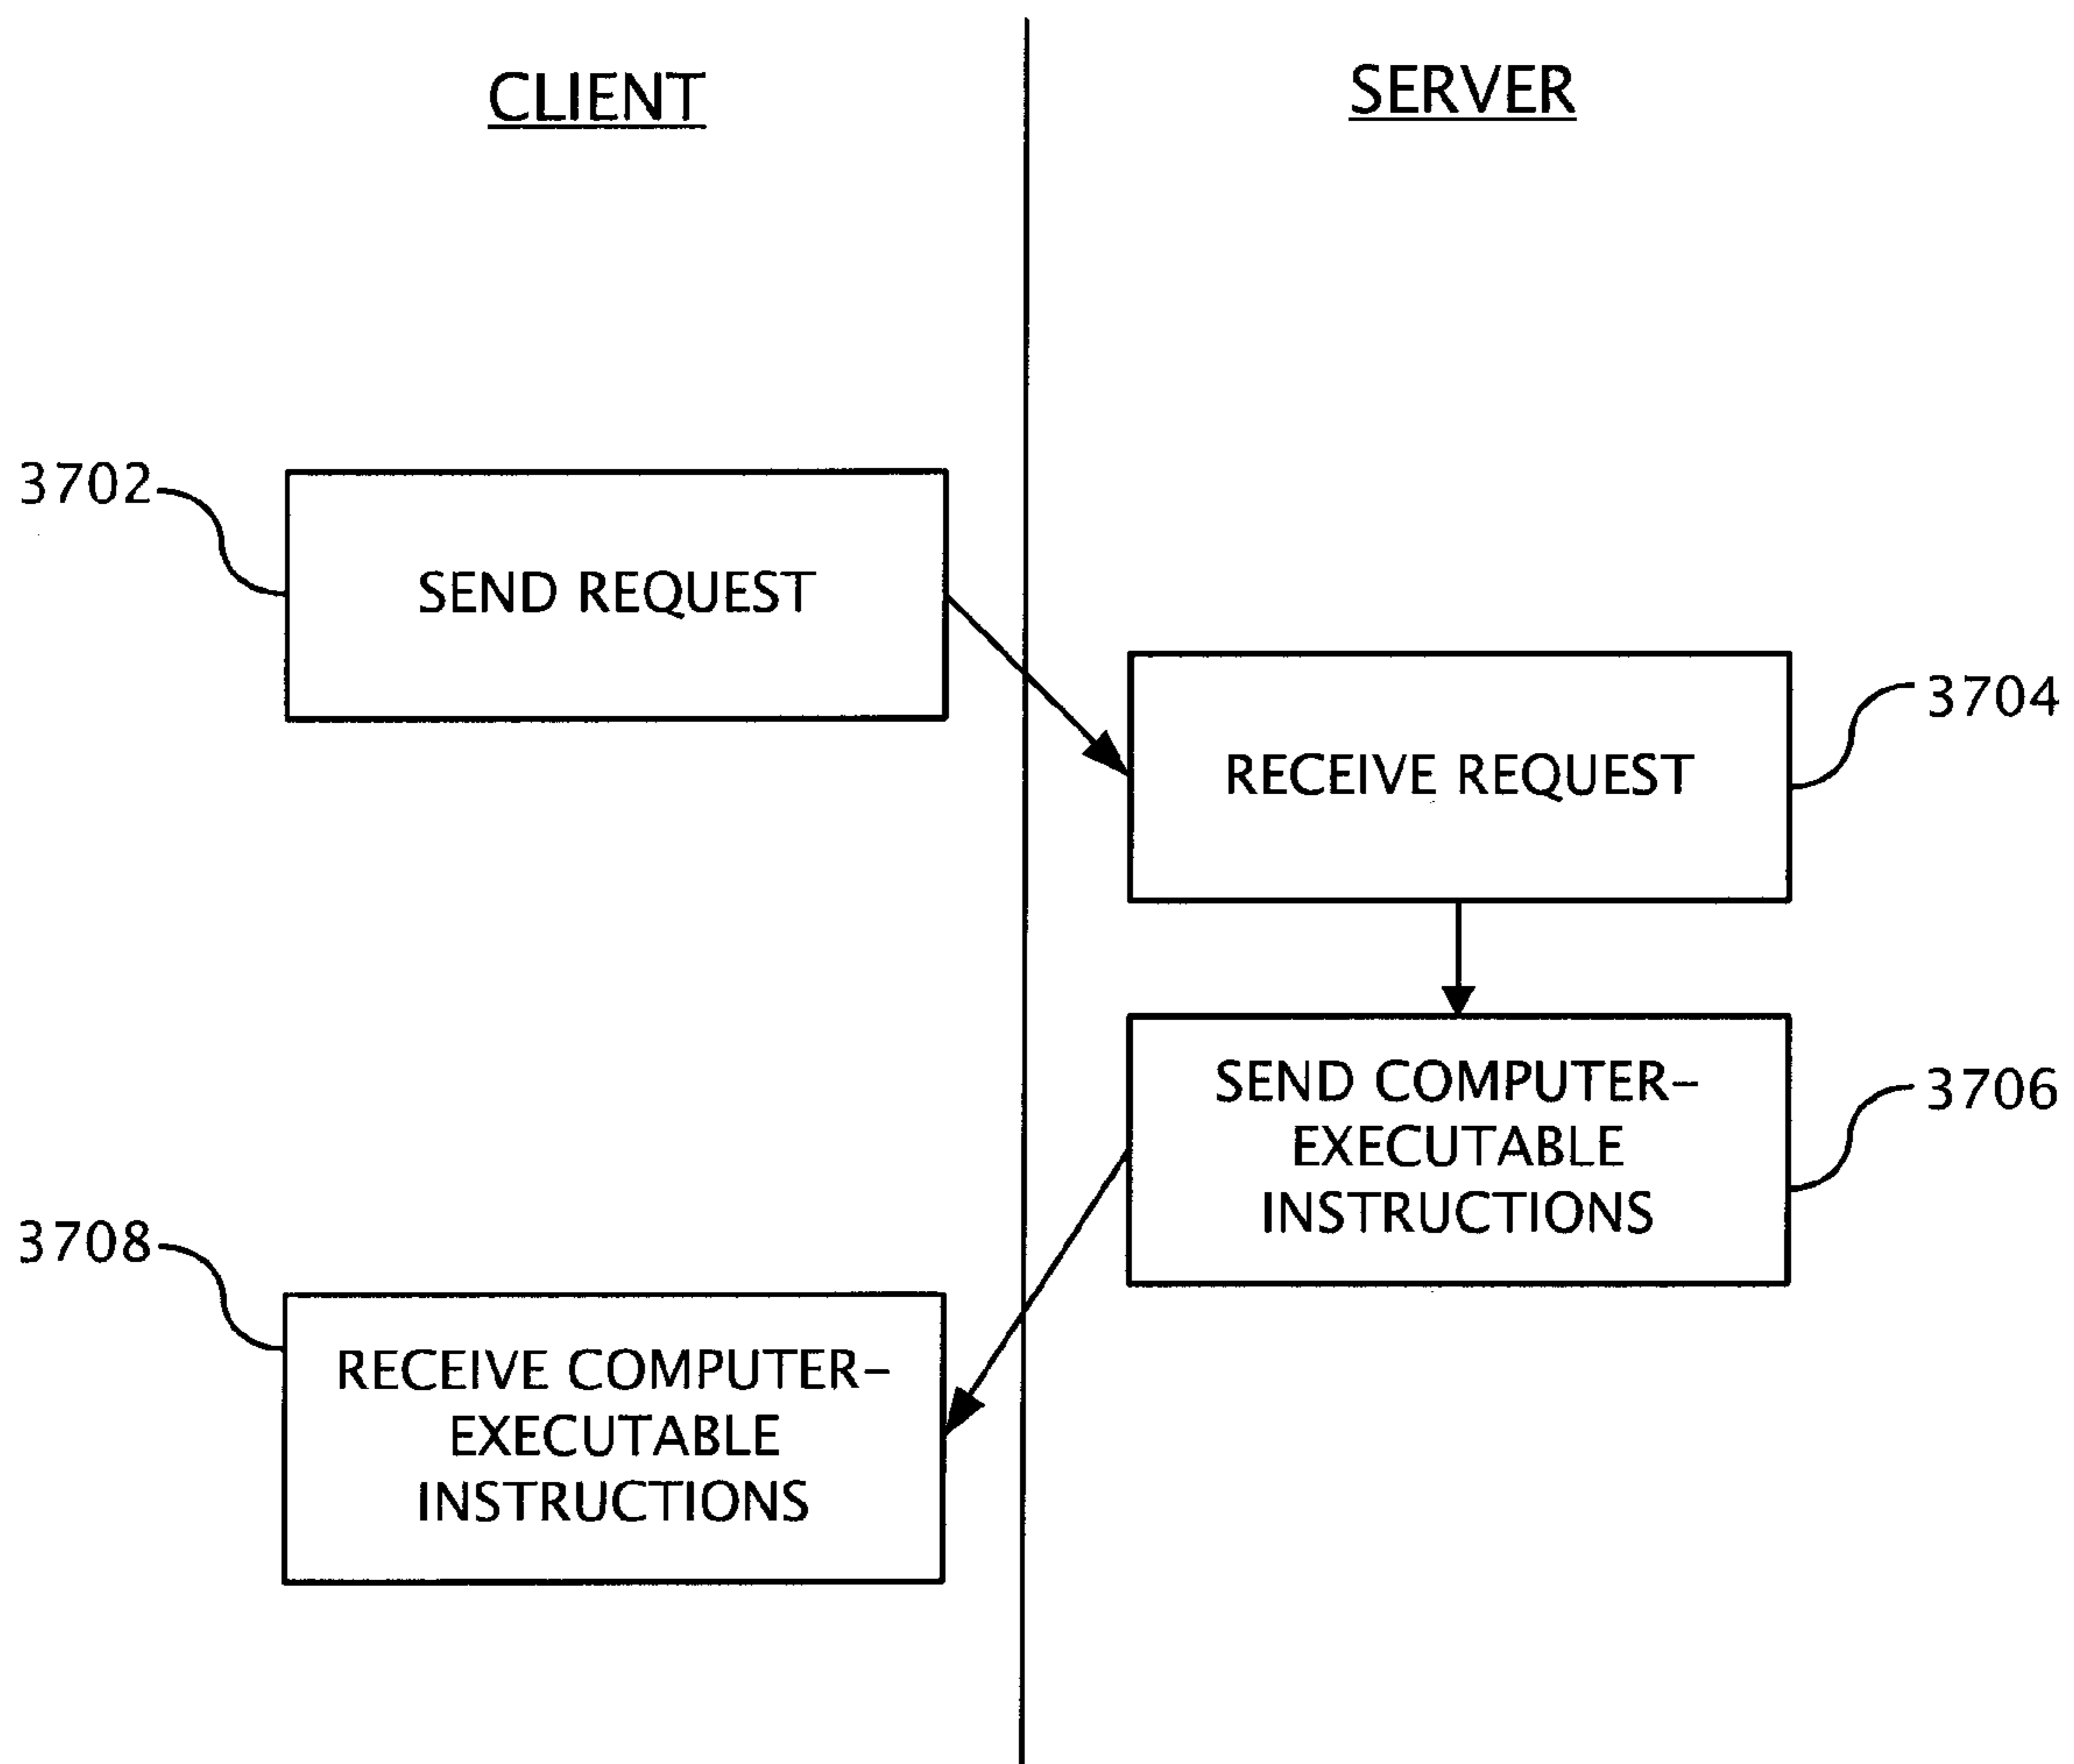 CLIENT
SERVER
3702
SEND REQUEST
3704
RECEIVE REQUEST
SEND COMPUTER-
EXECUTABLE
INSTRUCTIONS
3706
3708
RECEIVE COMPUTER-
EXECUTABLE
INSTRUCTIONS